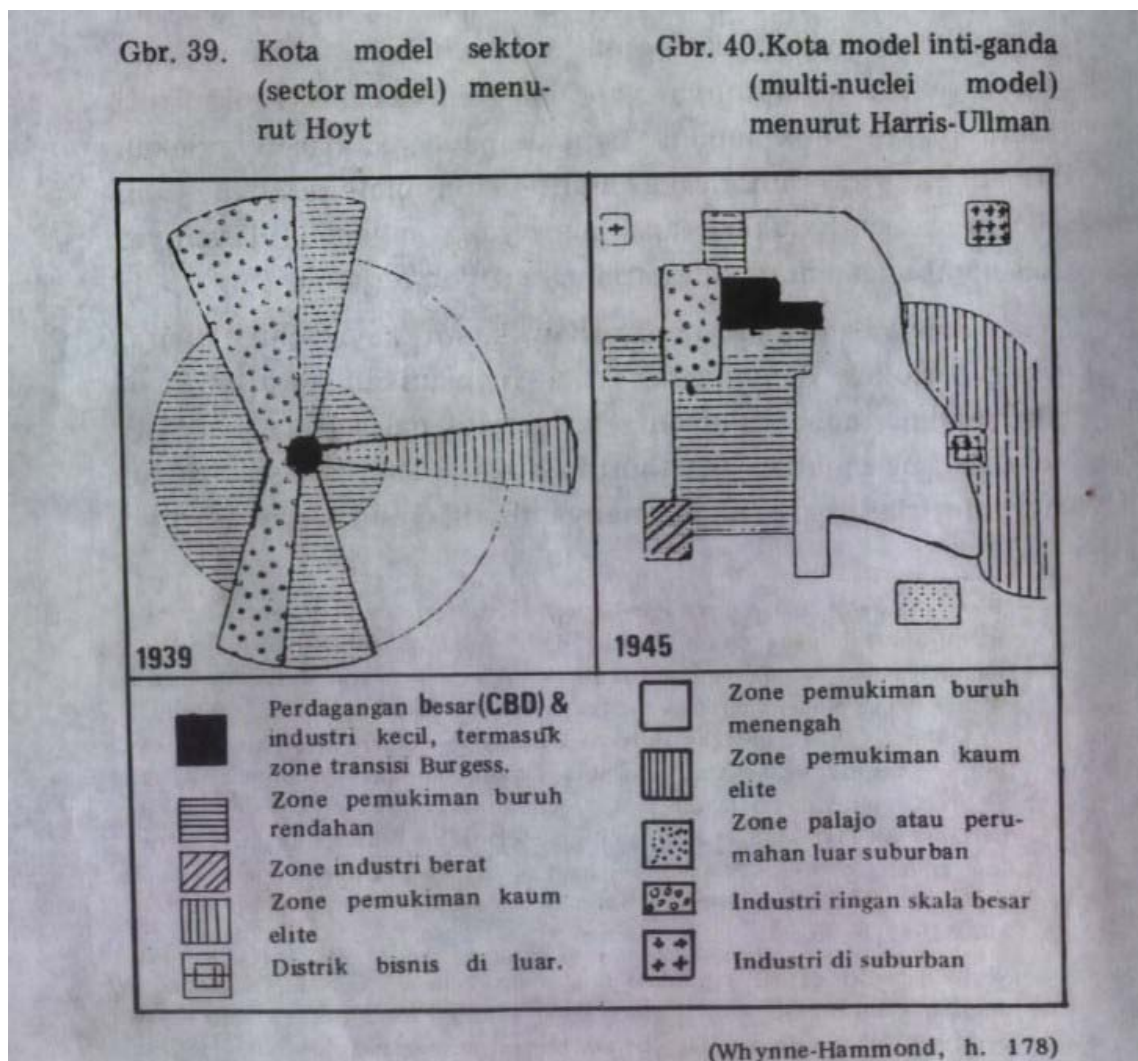 Gbr. 39. Kota model sektor
(sector model) menu-
rut Hoyt
Gbr. 40.Kota model inti-ganda
(multi-nuclei model)
menurut Harris-Ullman
1939
1945
Perdagangan besar(CBD) &
industri kecil, termasuk
zone transisi Burgess.
Zone pemukiman buruh
rendahan
Zone industri berat
Zone pemukiman kaum
elite
Distrik bisnis di luar.
Zone pemukiman buruh
menengah
Zone pemukiman kaum
elite
Zone palajo atau peru-
mahan luar suburban
Industri ringan skala besar
Industri di suburban
(Whynne-Hammond, h. 178)